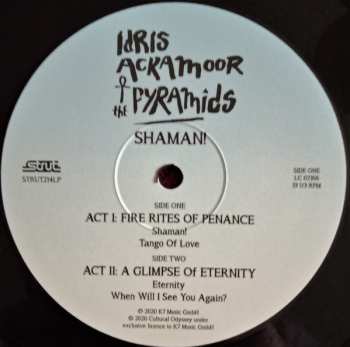 IDRIS
ACKAMOOR
& the PYRAMIDS
SHAMAN!
strut
STRUT214LP
SIDE ONE
LC 07306
33 1/3 RPM
SIDE ONE
ACT I: FIRE RITES OF PENANCE
Shaman!
Tango Of Love
SIDE TWO
ACT II: A GLIMPSE OF ETERNITY
Eternity
When Will I See You Again?
℗ 2020 K7 Music GmbH
© 2020 Cultural Odyssey under
exclusive licence to K7 Music GmbH